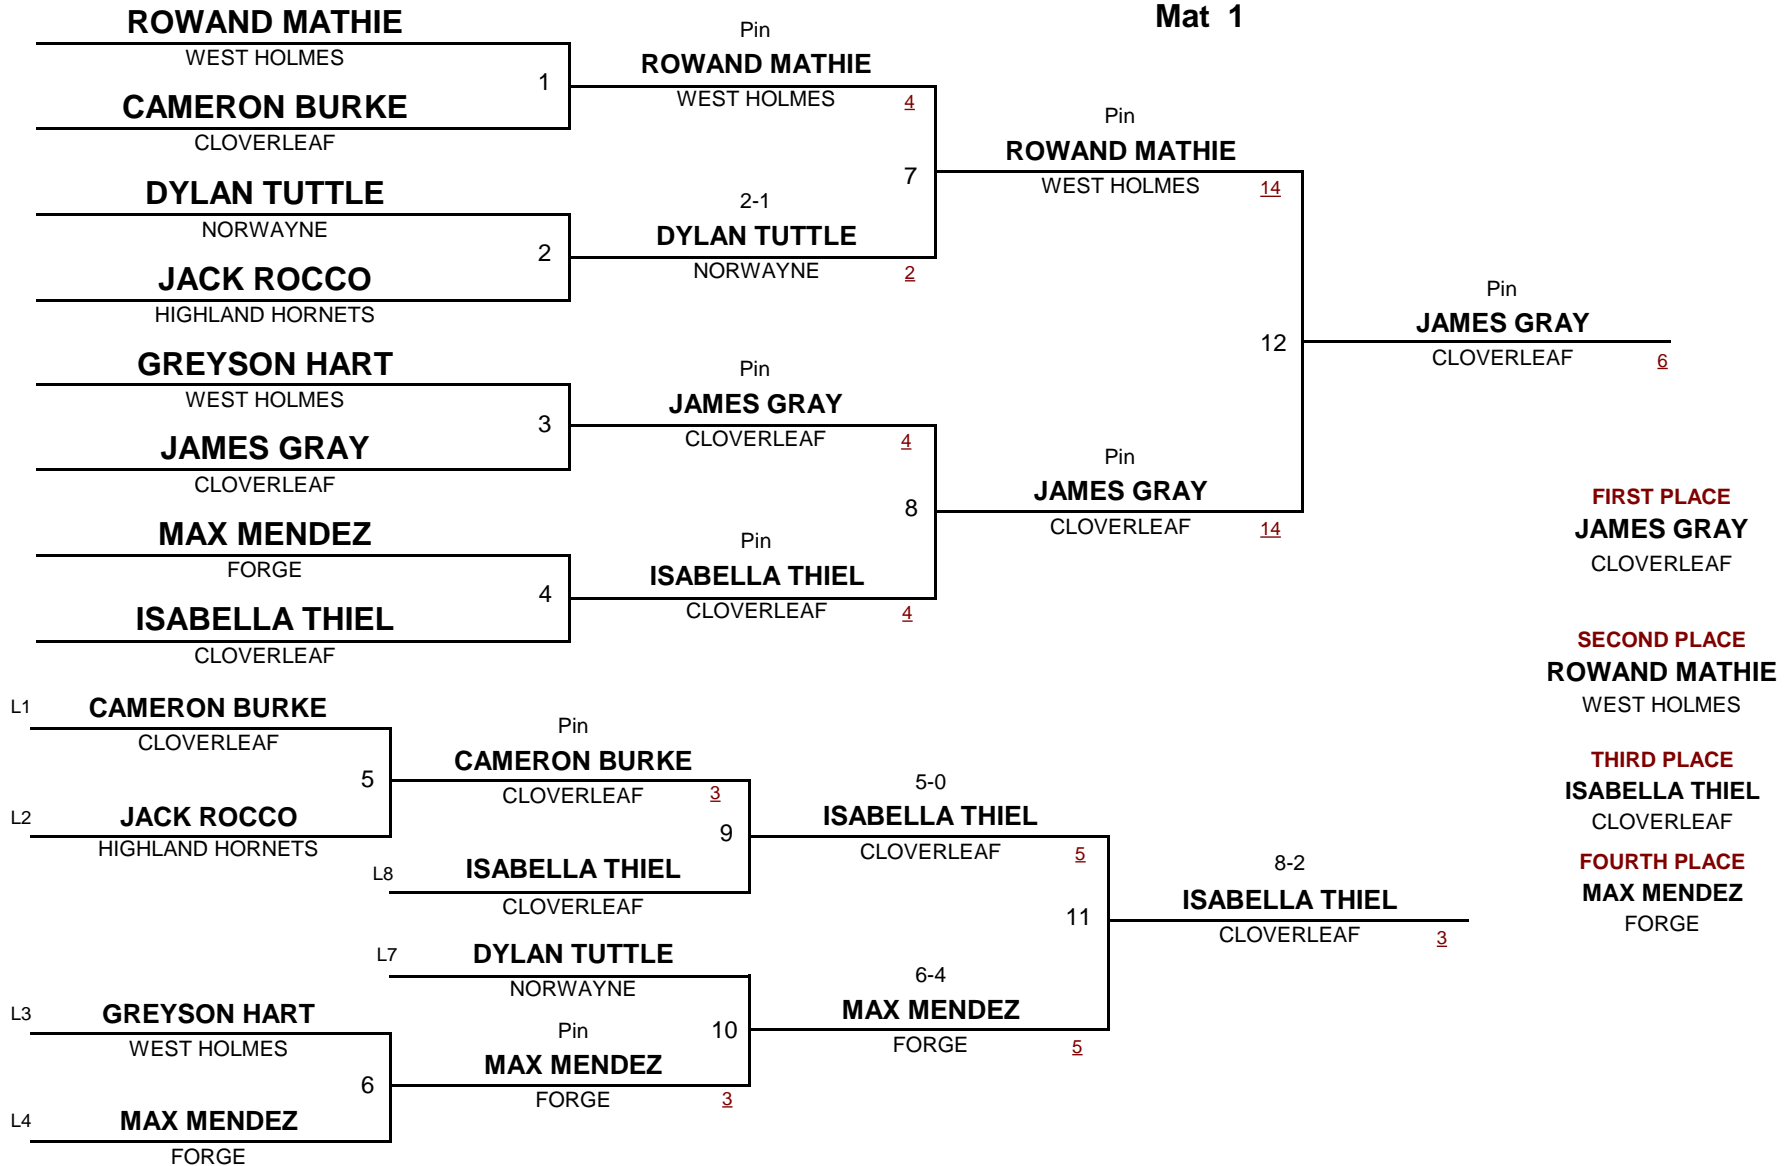 Mat 1
ROWAND MATHIE
WEST HOLMES
1
CAMERON BURKE
CLOVERLEAF
DYLAN TUTTLE
NORWAYNE
2
JACK ROCCO
HIGHLAND HORNETS
GREYSON HART
WEST HOLMES
3
JAMES GRAY
CLOVERLEAF
MAX MENDEZ
FORGE
4
ISABELLA THIEL
CLOVERLEAF
Pin
ROWAND MATHIE
WEST HOLMES 4
7
2-1
DYLAN TUTTLE
NORWAYNE 2
Pin
JAMES GRAY
CLOVERLEAF 4
8
Pin
ISABELLA THIEL
CLOVERLEAF 4
Pin
ROWAND MATHIE
WEST HOLMES 14
12
Pin
JAMES GRAY
CLOVERLEAF 14
Pin
JAMES GRAY
CLOVERLEAF 6
FIRST PLACE
JAMES GRAY
CLOVERLEAF
SECOND PLACE
ROWAND MATHIE
WEST HOLMES
THIRD PLACE
ISABELLA THIEL
CLOVERLEAF
FOURTH PLACE
MAX MENDEZ
FORGE
L1 CAMERON BURKE
CLOVERLEAF
5
L2 JACK ROCCO
HIGHLAND HORNETS
L3 GREYSON HART
WEST HOLMES
6
L4 MAX MENDEZ
FORGE
Pin
CAMERON BURKE
CLOVERLEAF 3
9
L8 ISABELLA THIEL
CLOVERLEAF
L7 DYLAN TUTTLE
NORWAYNE
10
Pin
MAX MENDEZ
FORGE 3
5-0
ISABELLA THIEL
CLOVERLEAF 5
11
6-4
MAX MENDEZ
FORGE 5
8-2
ISABELLA THIEL
CLOVERLEAF 3